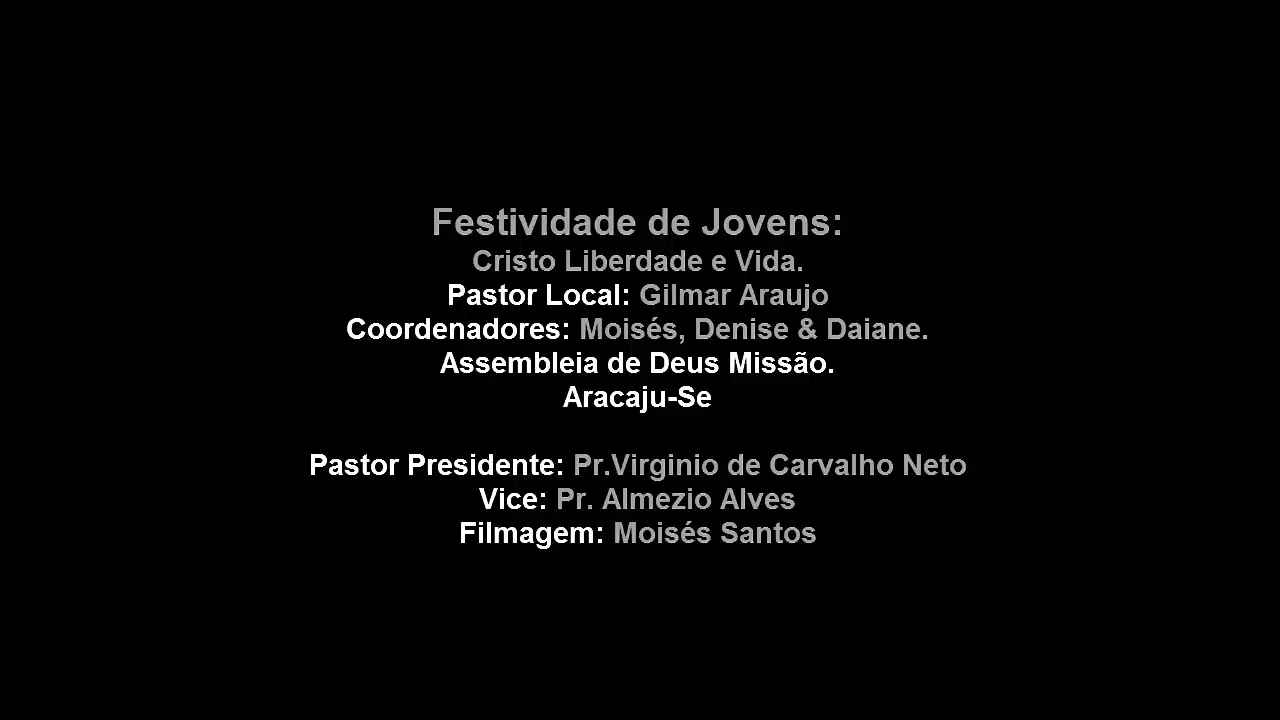 Festividade de Jovens:
Cristo Liberdade e Vida.
Pastor Local: Gilmar Araujo
Coordenadores: Moisés, Denise & Daiane.
Assembleia de Deus Missão.
Aracaju-Se
Pastor Presidente: Pr.Virginio de Carvalho Neto
Vice: Pr. Almezio Alves
Filmagem: Moisés Santos